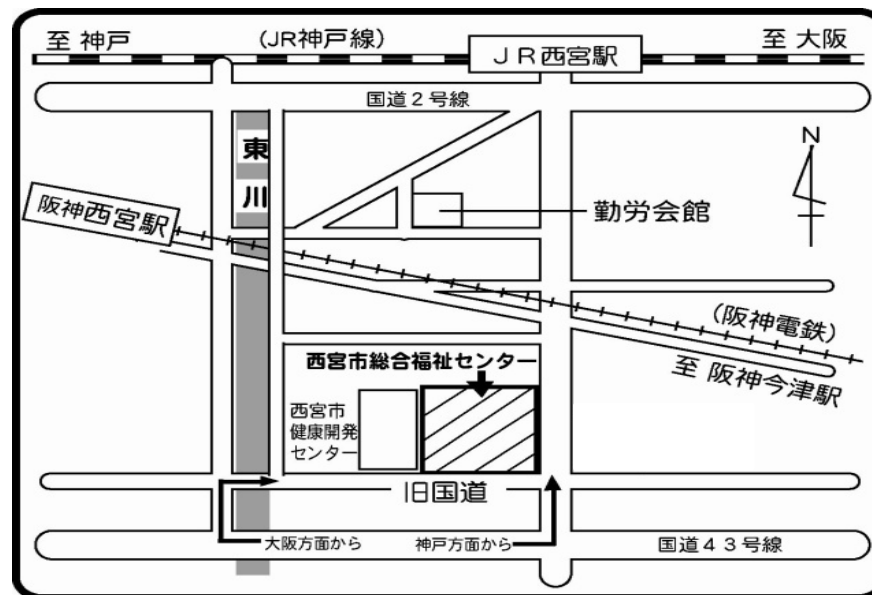 至 神戸
(JR神戸線)
JR西宮駅
至 大阪
国道2号線
東川
N
阪神西宮駅
勤労会館
(阪神電鉄)
至 阪神今津駅
西宮市総合福祉センター
西宮市
健康開発
センター
旧国道
大阪方面から
神戸方面から
国道43号線